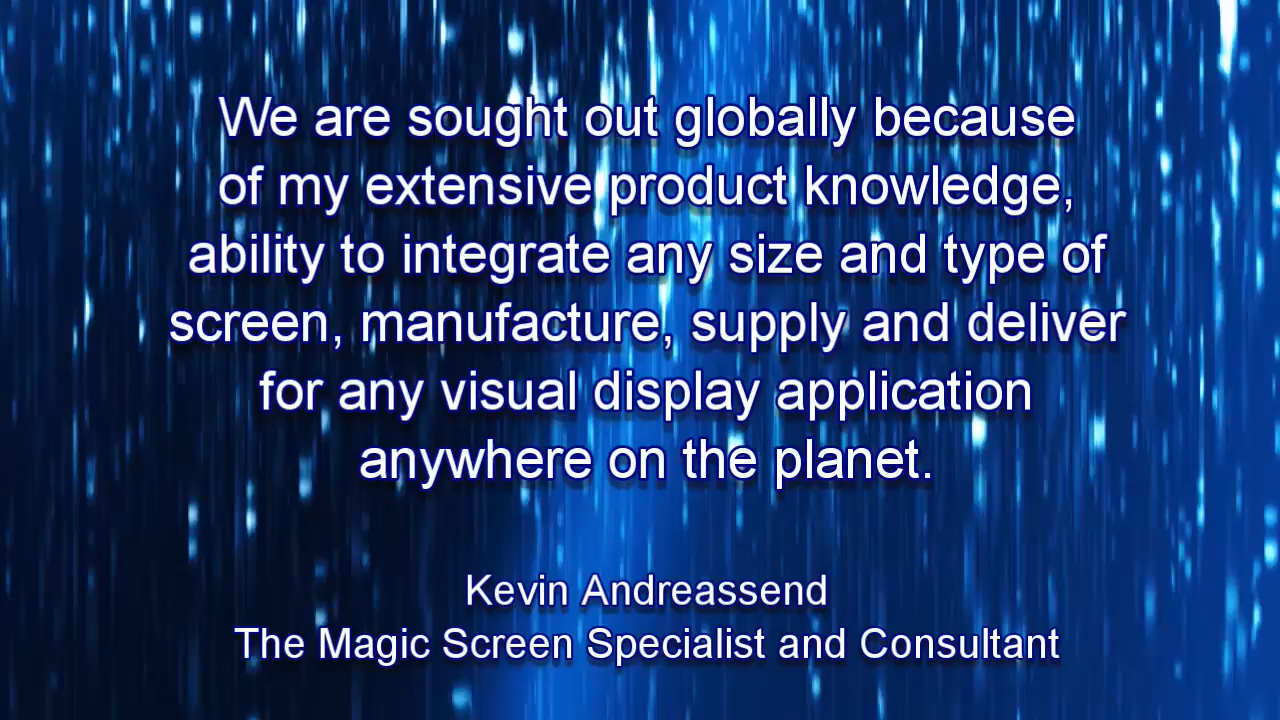 We are sought out globally because
of my extensive product knowledge,
ability to integrate any size and type of
screen, manufacture, supply and deliver
for any visual display application
anywhere on the planet.
Kevin Andreassend
The Magic Screen Specialist and Consultant